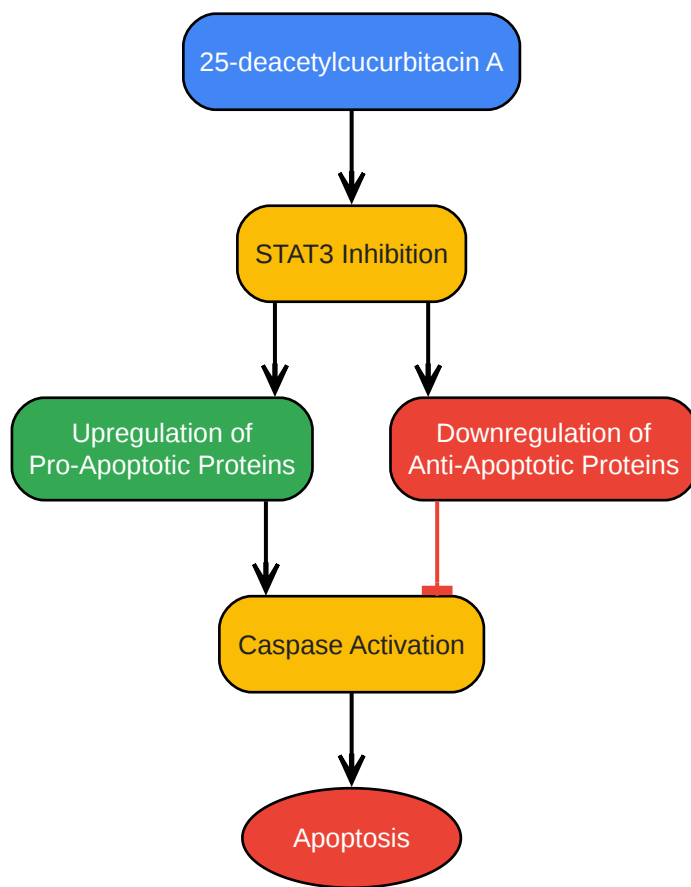 25-deacetylcucurbitacin A
STAT3 Inhibition
Upregulation of
Pro-Apoptotic Proteins
Downregulation of
Anti-Apoptotic Proteins
Caspase Activation
Apoptosis